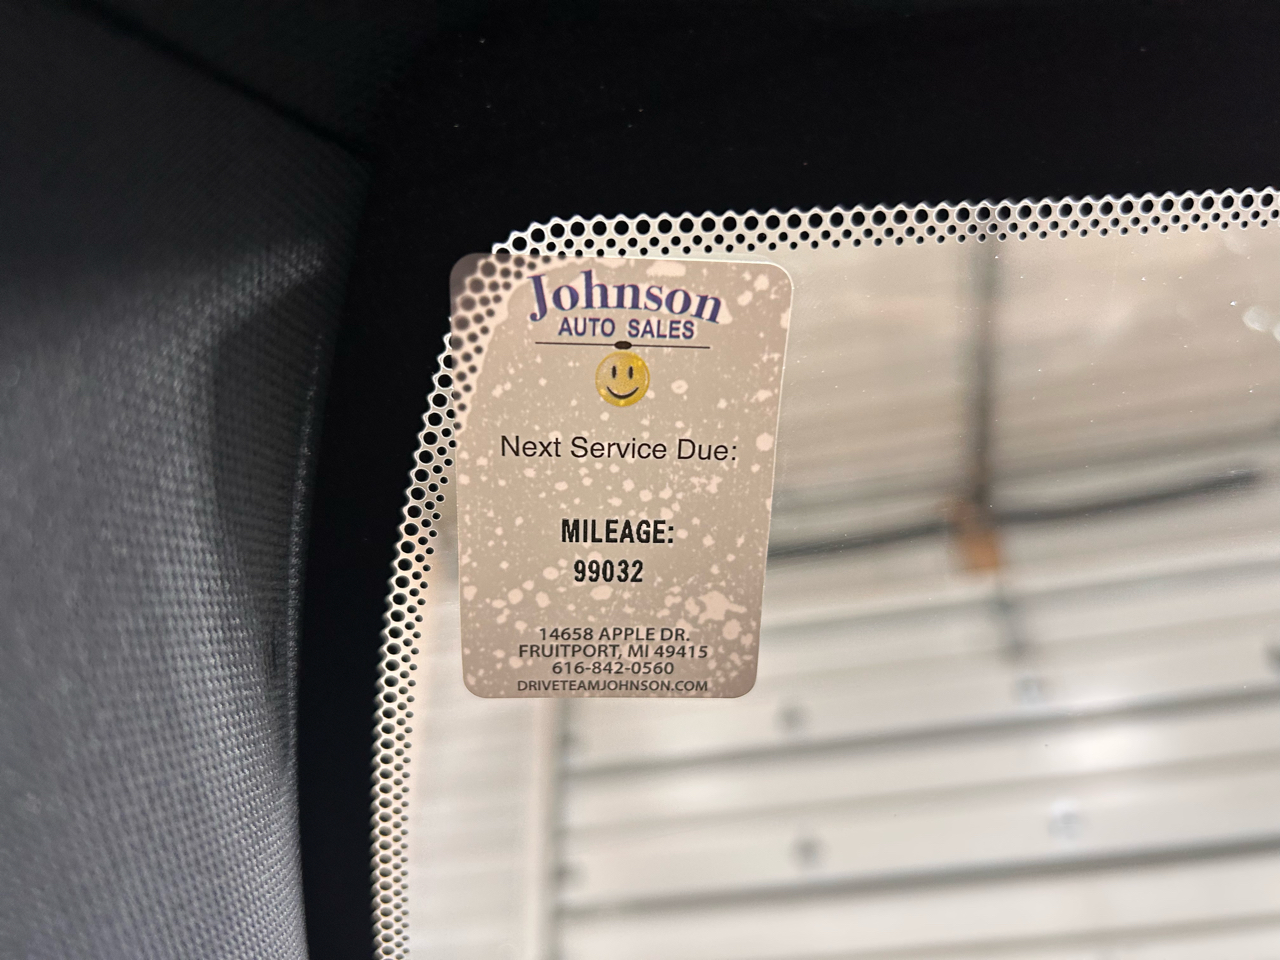 Johnson
AUTO SALES
Next Service Due:
MILEAGE:
99032
14658 APPLE DR.
FRUITPORT, MI 49415
616-842-0560
DRIVETEAMJOHNSON.COM